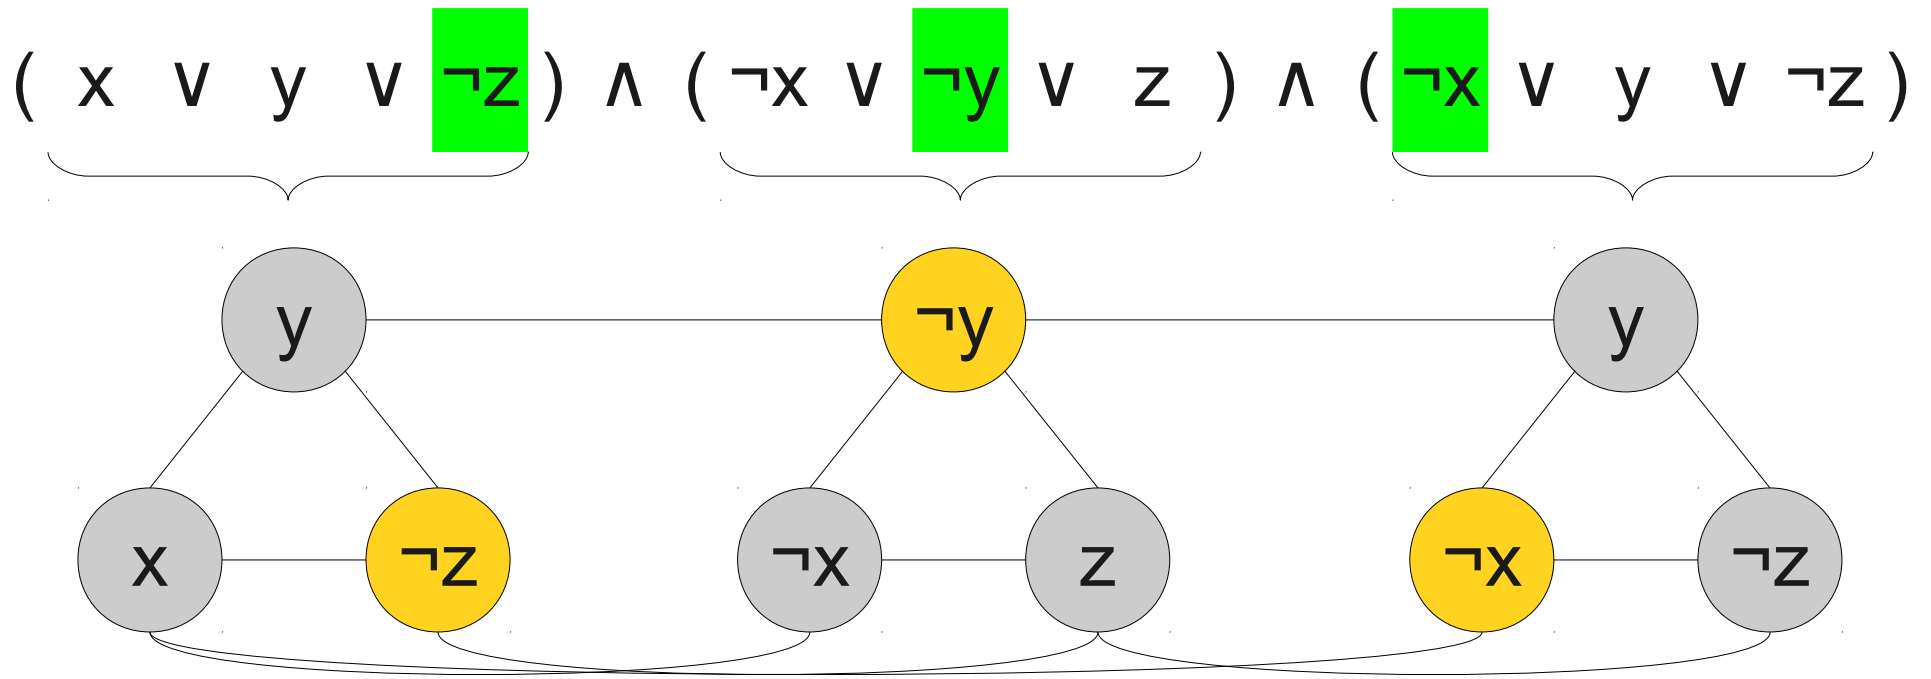 ( x ∨ y ∨ ¬z ) ∧ ( ¬x ∨ ¬y ∨ z ) ∧ ( ¬x ∨ y ∨ ¬z )
y ¬y y
x ¬z ¬x z ¬x ¬z